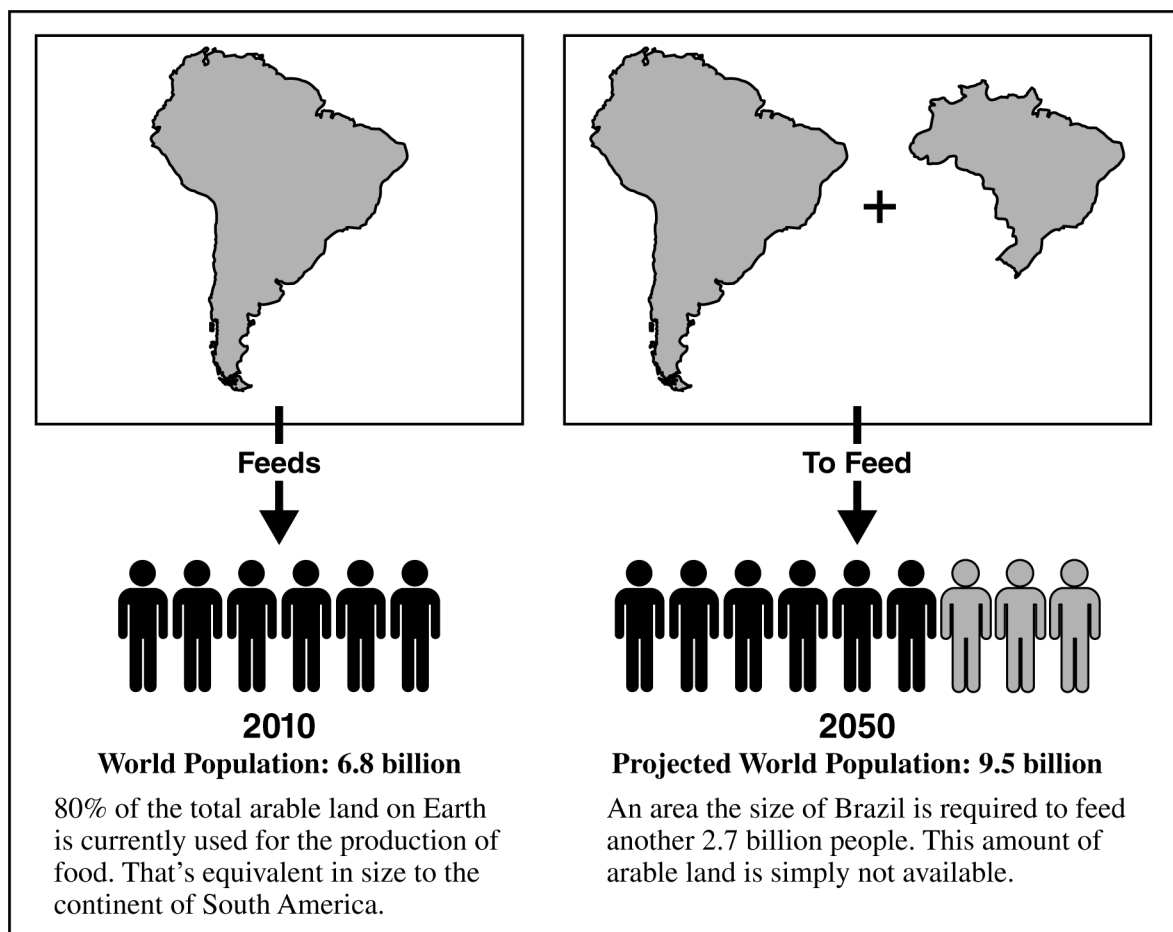 Feeds
2010
World Population: 6.8 billion
80% of the total arable land on Earth
is currently used for the production of
food. That’s equivalent in size to the
continent of South America.
+
To Feed
2050
Projected World Population: 9.5 billion
An area the size of Brazil is required to feed
another 2.7 billion people. This amount of
arable land is simply not available.